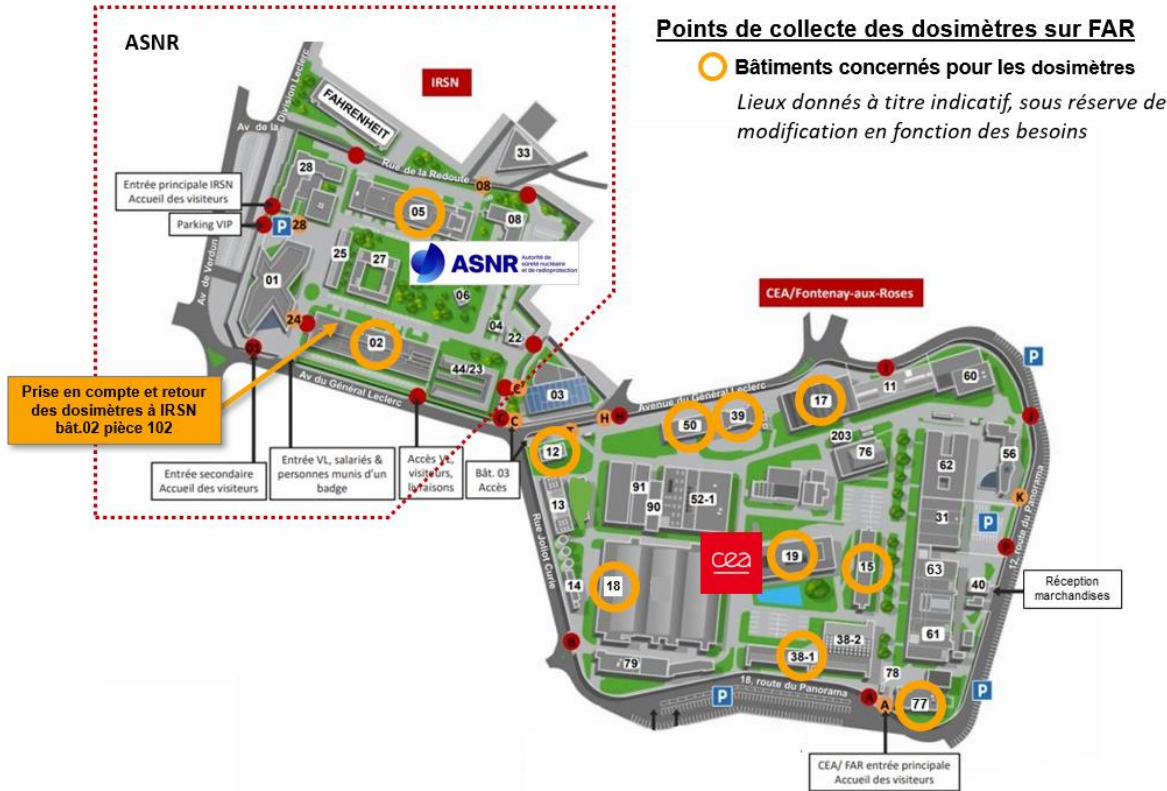 Points de collecte des dosimètres sur FAR
Bâtiments concernés pour les dosimètres
Lieux donnés à titre indicatif, sous réserve de
modification en fonction des besoins
ASNR
IRSN
Av de la Division Leclerc
FAHRENHEIT
33
Rue de la Redoute
08
28
Entrée principale IRSN
Accueil des visiteurs
05
08
Parking VIP
P
28
25
27
ASNR
Autorité de
sûreté nucléaire
et de radioprotection
Av de Verdun
01
06
24
04
22
02
01
44/23
Av du Général Leclerc
C'
03
C
C
Prise en compte et retour
des dosimètres à IRSN
bât.02 pièce 102
Entrée secondaire
Accueil des visiteurs
Entrée VL, salariés &
personnes munis d'un
badge
Accès VL,
visiteurs,
livraisons
Bât. 03
Accès
CEA/Fontenay-aux-Roses
Avenue du Général Leclerc
H
H
I
11
60
P
17
J
39
50
12
203
76
62
56
91
90
52-1
13
K
31
P
Rue Joliot Curie
cea
19
15
P
12, route du Panorama
63
18
14
40
Réception
marchandises
38-2
61
B
38-1
79
78
18, route du Panorama
P
A
A
77
P
CEA/ FAR entrée principale
Accueil des visiteurs